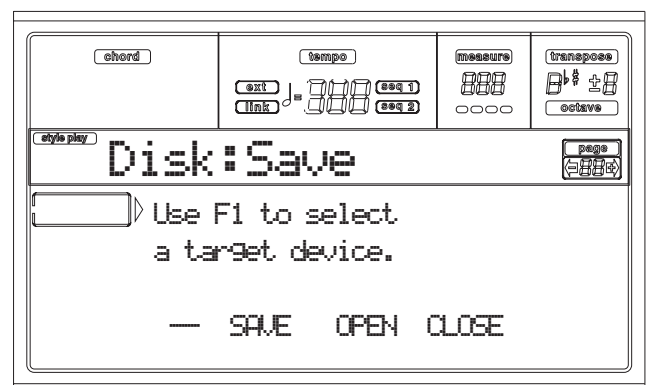 chord tempo measure transpose
ext seq 1
link seq 2
octave
style play
Disk:Save
page
Use F1 to select
a target device.
— SAVE OPEN CLOSE